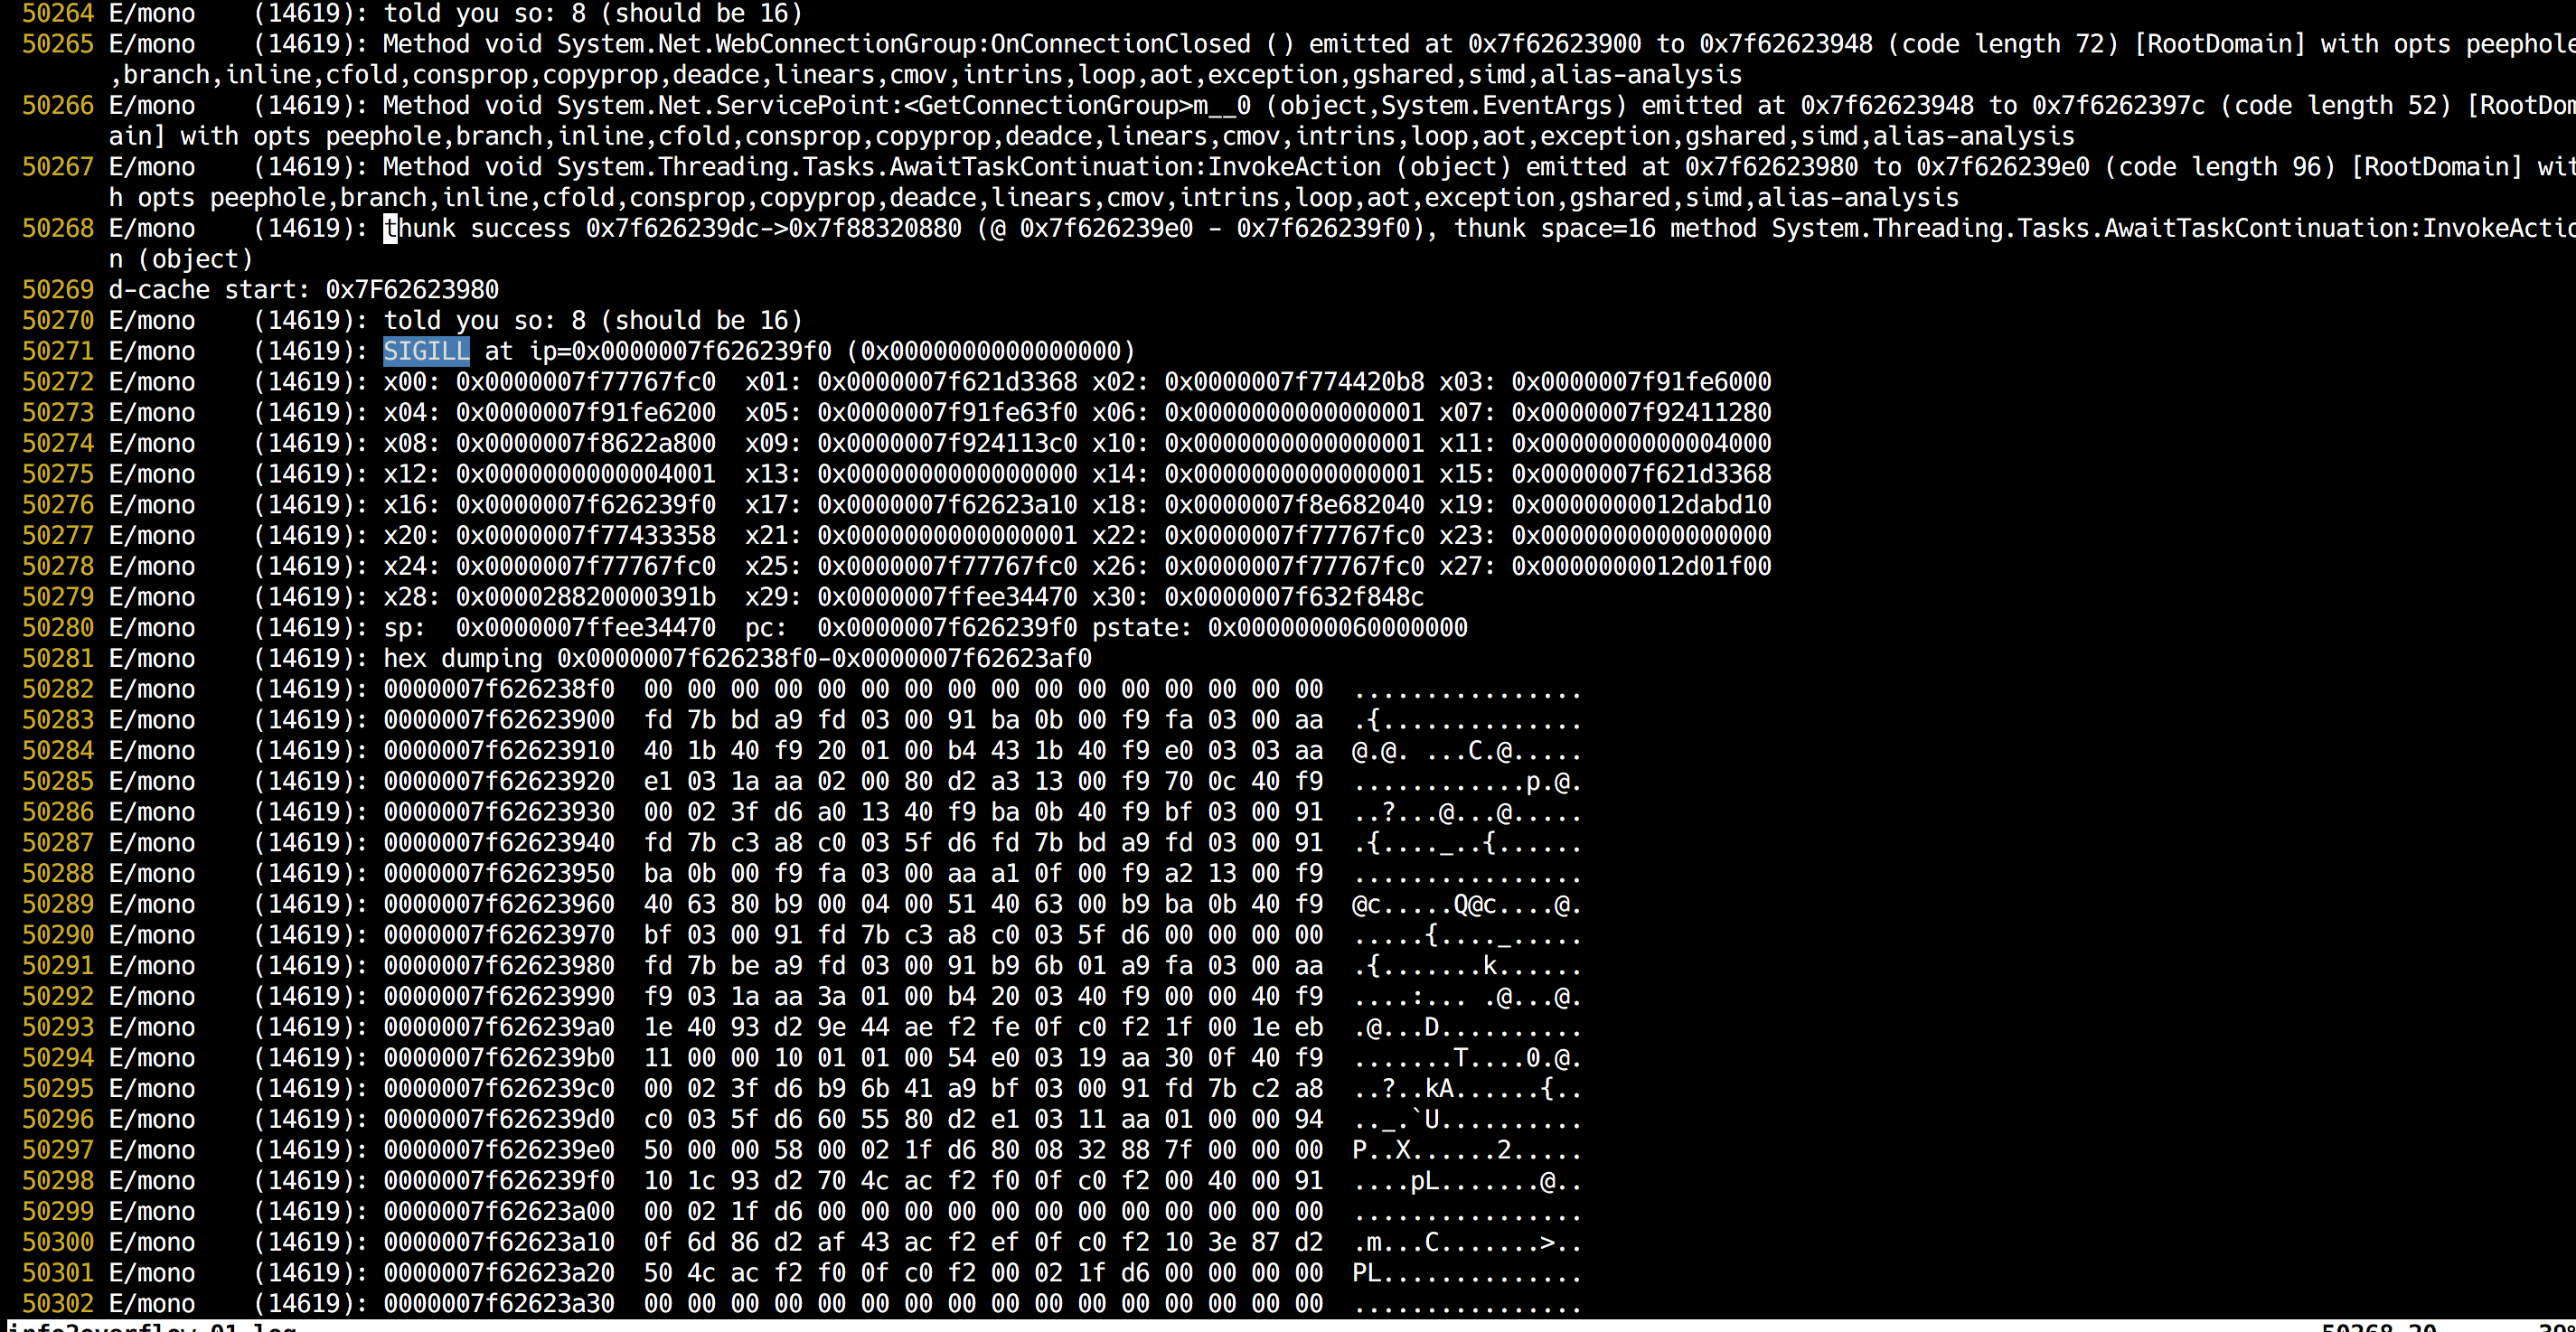 50264 E/mono    (14619): told you so: 8 (should be 16)
50265 E/mono    (14619): Method void System.Net.WebConnectionGroup:OnConnectionClosed () emitted at 0x7f62623900 to 0x7f62623948 (code length 72) [RootDomain] with opts peephole
,branch,inline,cfold,consprop,copyprop,deadce,linears,cmov,intrins,loop,aot,exception,gshared,simd,alias-analysis
50266 E/mono    (14619): Method void System.Net.ServicePoint:<GetConnectionGroup>m__0 (object,System.EventArgs) emitted at 0x7f62623948 to 0x7f6262397c (code length 52) [RootDom
ain] with opts peephole,branch,inline,cfold,consprop,copyprop,deadce,linears,cmov,intrins,loop,aot,exception,gshared,simd,alias-analysis
50267 E/mono    (14619): Method void System.Threading.Tasks.AwaitTaskContinuation:InvokeAction (object) emitted at 0x7f62623980 to 0x7f626239e0 (code length 96) [RootDomain] wit
h opts peephole,branch,inline,cfold,consprop,copyprop,deadce,linears,cmov,intrins,loop,aot,exception,gshared,simd,alias-analysis
50268 E/mono    (14619): thunk success 0x7f626239dc->0x7f88320880 (@ 0x7f626239e0 - 0x7f626239f0), thunk space=16 method System.Threading.Tasks.AwaitTaskContinuation:InvokeActio
n (object)
50269 d-cache start: 0x7F62623980
50270 E/mono    (14619): told you so: 8 (should be 16)
50271 E/mono    (14619): SIGILL at ip=0x0000007f626239f0 (0x0000000000000000)
50272 E/mono    (14619): x00: 0x0000007f77767fc0  x01: 0x0000007f621d3368 x02: 0x0000007f774420b8 x03: 0x0000007f91fe6000
50273 E/mono    (14619): x04: 0x0000007f91fe6200  x05: 0x0000007f91fe63f0 x06: 0x0000000000000001 x07: 0x0000007f92411280
50274 E/mono    (14619): x08: 0x0000007f8622a800  x09: 0x0000007f924113c0 x10: 0x0000000000000001 x11: 0x0000000000004000
50275 E/mono    (14619): x12: 0x0000000000004001  x13: 0x0000000000000000 x14: 0x0000000000000001 x15: 0x0000007f621d3368
50276 E/mono    (14619): x16: 0x0000007f626239f0  x17: 0x0000007f62623a10 x18: 0x0000007f8e682040 x19: 0x0000000012dabd10
50277 E/mono    (14619): x20: 0x0000007f77433358  x21: 0x0000000000000001 x22: 0x0000007f77767fc0 x23: 0x0000000000000000
50278 E/mono    (14619): x24: 0x0000007f77767fc0  x25: 0x0000007f77767fc0 x26: 0x0000007f77767fc0 x27: 0x0000000012d01f00
50279 E/mono    (14619): x28: 0x000028820000391b  x29: 0x0000007ffee34470 x30: 0x0000007f632f848c
50280 E/mono    (14619): sp:  0x0000007ffee34470  pc:  0x0000007f626239f0 pstate: 0x0000000060000000
50281 E/mono    (14619): hex dumping 0x0000007f626238f0-0x0000007f62623af0
50282 E/mono    (14619): 0000007f626238f0  00 00 00 00 00 00 00 00 00 00 00 00 00 00 00 00  ................
50283 E/mono    (14619): 0000007f62623900  fd 7b bd a9 fd 03 00 91 ba 0b 00 f9 fa 03 00 aa  .{..............
50284 E/mono    (14619): 0000007f62623910  40 1b 40 f9 20 01 00 b4 43 1b 40 f9 e0 03 03 aa  @.@. ...C.@.....
50285 E/mono    (14619): 0000007f62623920  e1 03 1a aa 02 00 80 d2 a3 13 00 f9 70 0c 40 f9  ............p.@.
50286 E/mono    (14619): 0000007f62623930  00 02 3f d6 a0 13 40 f9 ba 0b 40 f9 bf 03 00 91  ..?...@...@.....
50287 E/mono    (14619): 0000007f62623940  fd 7b c3 a8 c0 03 5f d6 fd 7b bd a9 fd 03 00 91  .{...._..{......
50288 E/mono    (14619): 0000007f62623950  ba 0b 00 f9 fa 03 00 aa a1 0f 00 f9 a2 13 00 f9  ................
50289 E/mono    (14619): 0000007f62623960  40 63 80 b9 00 04 00 51 40 63 00 b9 ba 0b 40 f9  @c.....Q@c....@.
50290 E/mono    (14619): 0000007f62623970  bf 03 00 91 fd 7b c3 a8 c0 03 5f d6 00 00 00 00  .....{...._.....
50291 E/mono    (14619): 0000007f62623980  fd 7b be a9 fd 03 00 91 b9 6b 01 a9 fa 03 00 aa  .{.......k......
50292 E/mono    (14619): 0000007f62623990  f9 03 1a aa 3a 01 00 b4 20 03 40 f9 00 00 40 f9  ....:... .@...@.
50293 E/mono    (14619): 0000007f626239a0  1e 40 93 d2 9e 44 ae f2 fe 0f c0 f2 1f 00 1e eb  .@...D..........
50294 E/mono    (14619): 0000007f626239b0  11 00 00 10 01 01 00 54 e0 03 19 aa 30 0f 40 f9  .......T....0.@.
50295 E/mono    (14619): 0000007f626239c0  00 02 3f d6 b9 6b 41 a9 bf 03 00 91 fd 7b c2 a8  ..?..kA......{..
50296 E/mono    (14619): 0000007f626239d0  c0 03 5f d6 60 55 80 d2 e1 03 11 aa 01 00 00 94  .._.`U..........
50297 E/mono    (14619): 0000007f626239e0  50 00 00 58 00 02 1f d6 80 08 32 88 7f 00 00 00  P..X......2.....
50298 E/mono    (14619): 0000007f626239f0  10 1c 93 d2 70 4c ac f2 f0 0f c0 f2 00 40 00 91  ....pL.......@..
50299 E/mono    (14619): 0000007f62623a00  00 02 1f d6 00 00 00 00 00 00 00 00 00 00 00 00  ................
50300 E/mono    (14619): 0000007f62623a10  0f 6d 86 d2 af 43 ac f2 ef 0f c0 f2 10 3e 87 d2  .m...C.......>..
50301 E/mono    (14619): 0000007f62623a20  50 4c ac f2 f0 0f c0 f2 00 02 1f d6 00 00 00 00  PL..............
50302 E/mono    (14619): 0000007f62623a30  00 00 00 00 00 00 00 00 00 00 00 00 00 00 00 00  ................